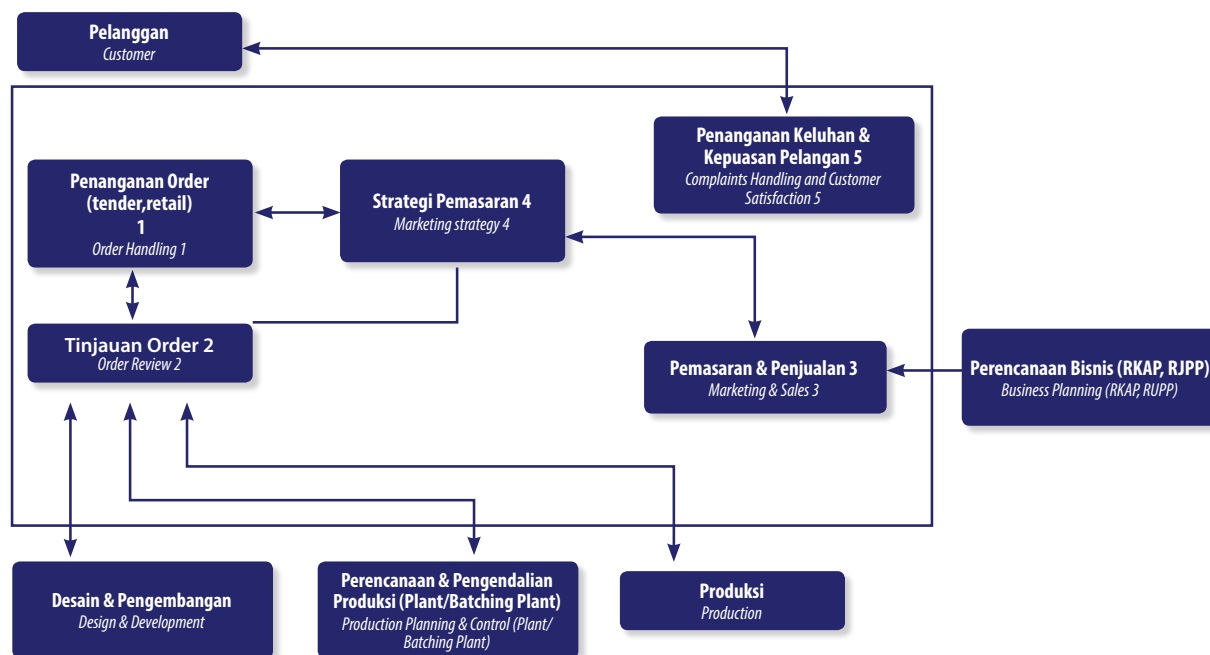 Pelanggan
Customer
Penanganan Keluhan &
Kepuasan Pelangan 5
Complaints Handling and Customer
Satisfaction 5
Penanganan Order
(tender,retail)
1
Order Handling 1
Strategi Pemasaran 4
Marketing strategy 4
Tinjauan Order 2
Order Review 2
Pemasaran & Penjualan 3
Marketing & Sales 3
Perencanaan Bisnis (RKAP, RJPP)
Business Planning (RKAP, RUPP)
Desain & Pengembangan
Design & Development
Perencanaan & Pengendalian
Produksi (Plant/Batching Plant)
Production Planning & Control (Plant/
Batching Plant)
Produksi
Production